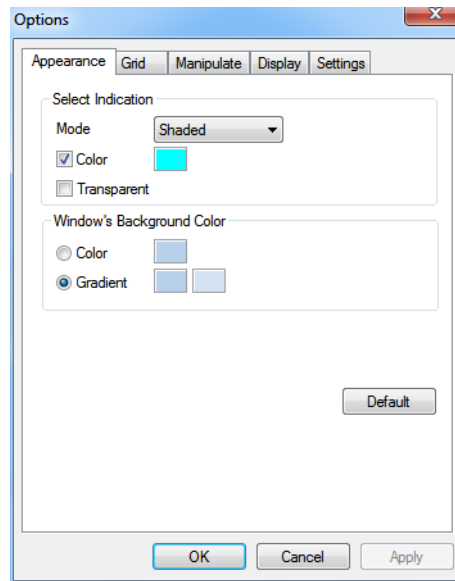 Options
Appearance Grid Manipulate Display Settings
Select Indication
Mode Shaded
Color
Transparent
Window's Background Color
Color
Gradient
Default
OK Cancel Apply